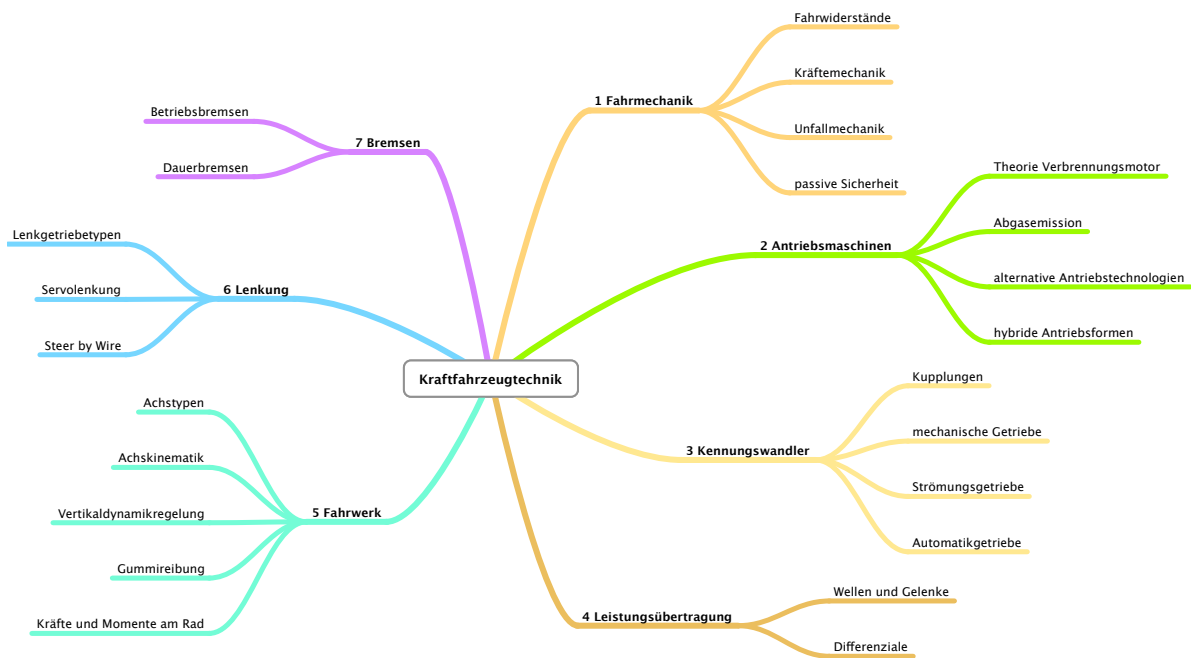 Kraftfahrzeugtechnik
1 Fahrmechanik
Fahrwiderstände
Kräftemechanik
Unfallmechanik
passive Sicherheit
2 Antriebsmaschinen
Theorie Verbrennungsmotor
Abgasemission
alternative Antriebstechnologien
hybride Antriebsformen
3 Kennungswandler
Kupplungen
mechanische Getriebe
Strömungsgetriebe
Automatikgetriebe
4 Leistungsübertragung
Wellen und Gelenke
Differenziale
5 Fahrwerk
Achstypen
Achskinematik
Vertikaldynamikregelung
Gummireibung
Kräfte und Momente am Rad
6 Lenkung
Lenkgetriebetypen
Servolenkung
Steer by Wire
7 Bremsen
Betriebsbremsen
Dauerbremsen